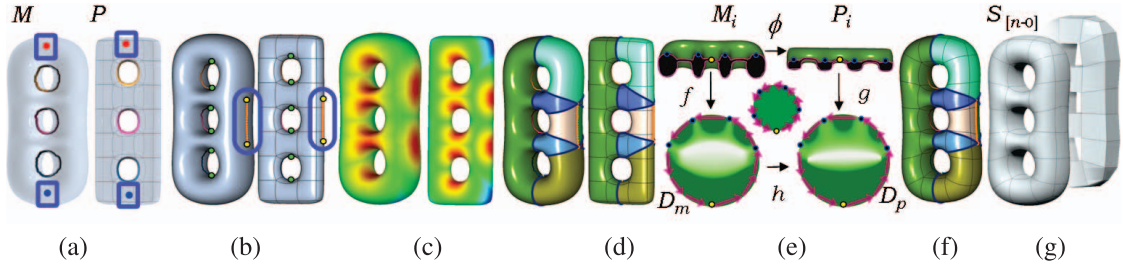 M P M_i ϕ P_i S_[n-0]
f g
D_m h D_p
(a) (b) (c) (d) (e) (f) (g)